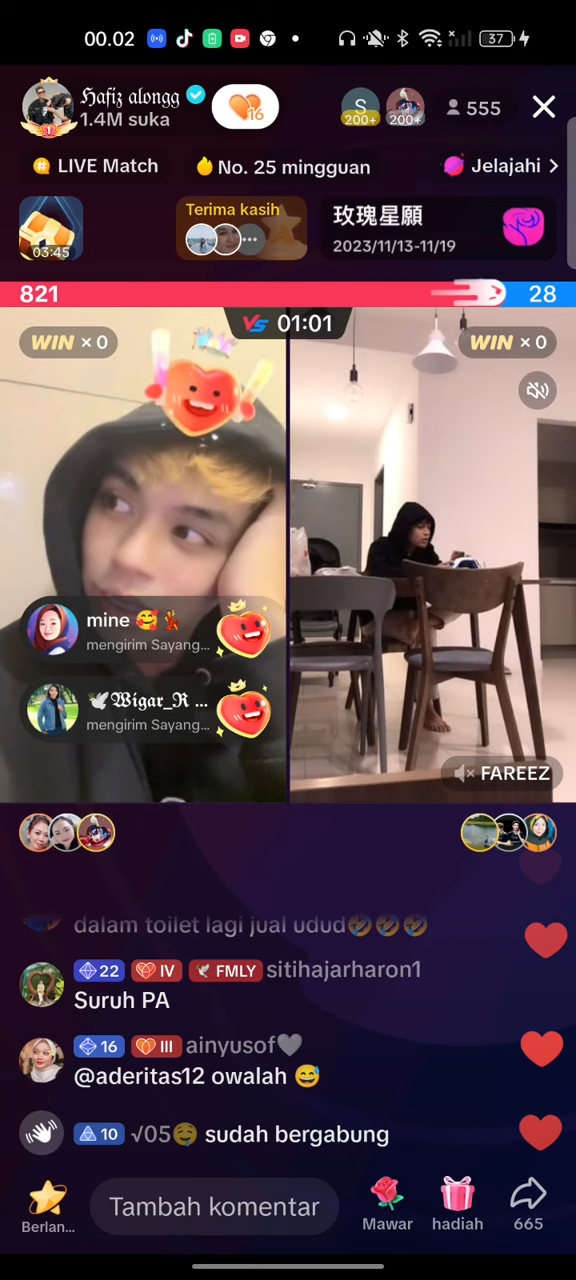 00.02
37
Hafiz alongg
1.4M suka
16
S
200+
200+
555
LIVE Match
No. 25 mingguan
Jelajahi
03:45
Terima kasih
玫瑰星願
2023/11/13-11/19
821
28
WIN × 0
VS 01:01
WIN × 0
mine 🥰💃
mengirim Sayang...
🕊Wigar_R ...
mengirim Sayang...
FAREEZ
dalam toilet lagi jual udud🤣🤣🤣
22 IV FMLY sitihajarharon1
Suruh PA
16 III ainyusof🩶
@aderitas12 owalah 😅
10 √05🤤 sudah bergabung
Berlan...
Tambah komentar
Mawar
hadiah
665